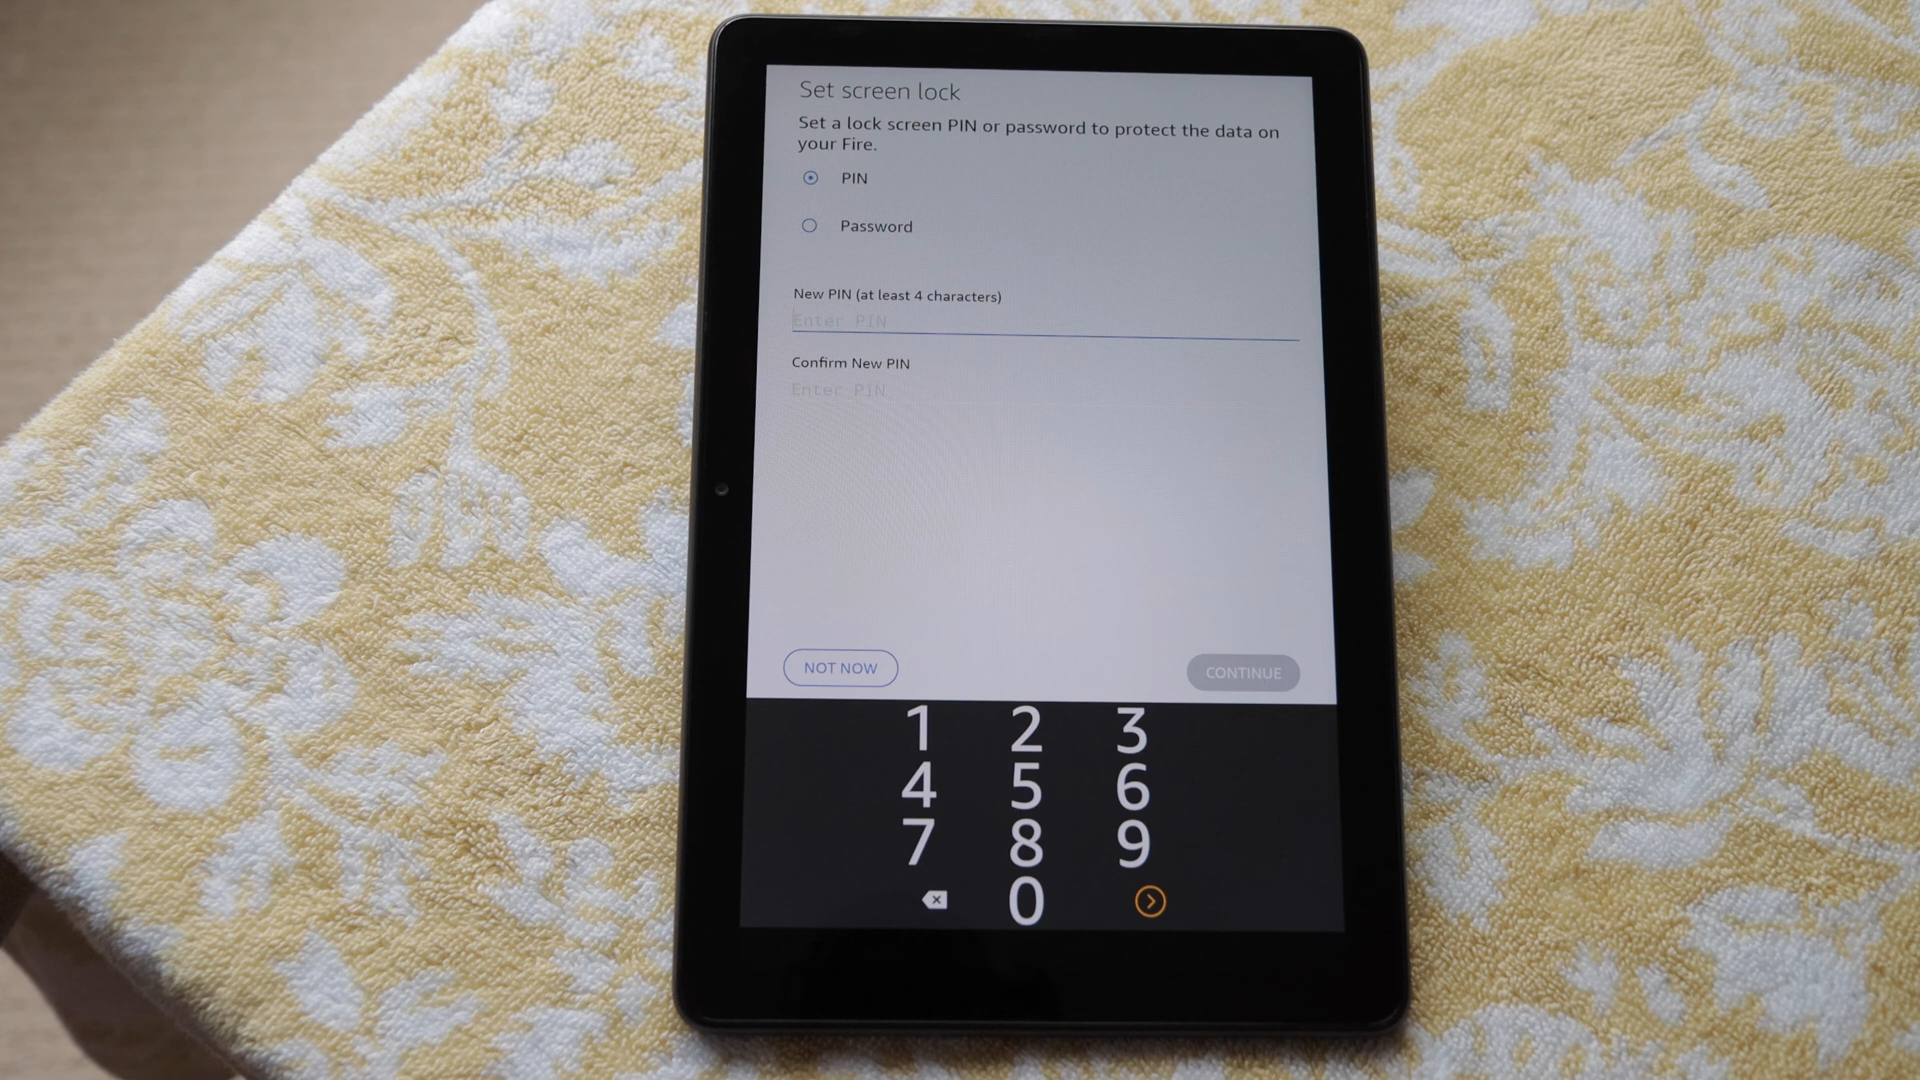 Set screen lock
Set a lock screen PIN or password to protect the data on
your Fire.
PIN
Password
New PIN (at least 4 characters)
Enter PIN
Confirm New PIN
Enter PIN
NOT NOW
CONTINUE
1 2 3
4 5 6
7 8 9
0